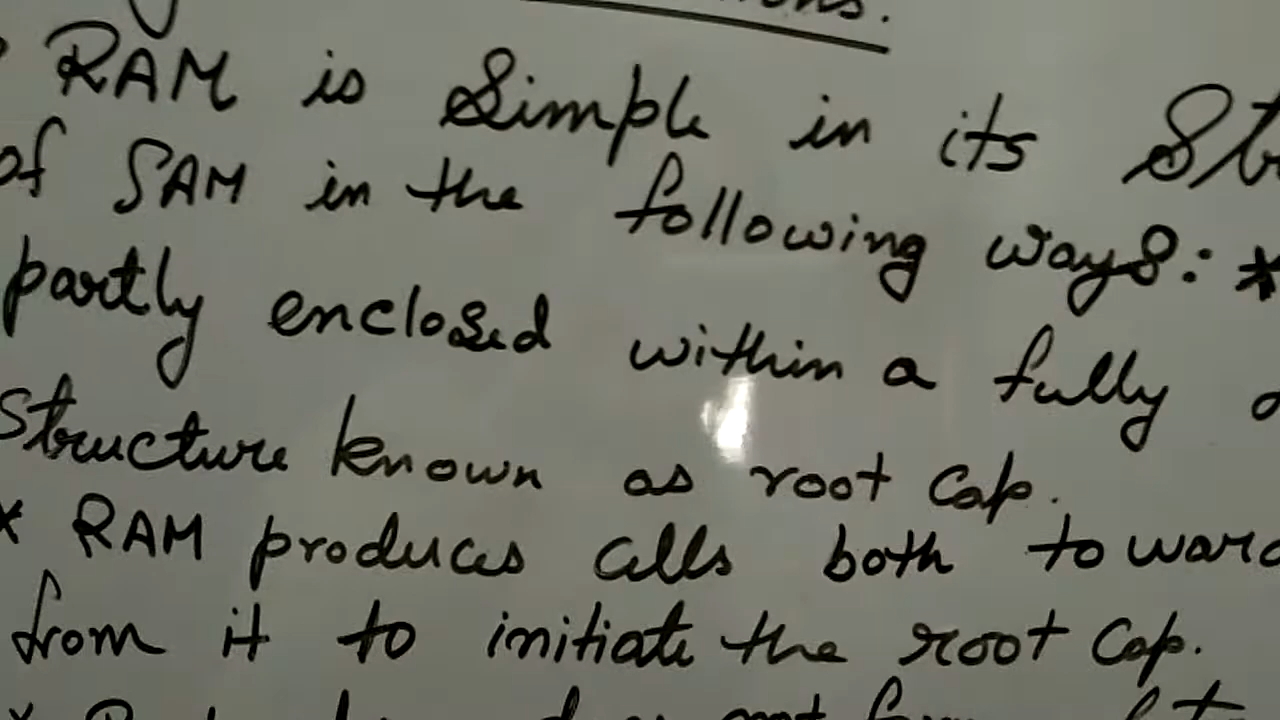 RAM is Simple in its
of SAM in the following ways: *
partly enclosed within a fully
Structure known as root cap.
* RAM produces cells both toward
from it to initiate the root cap.